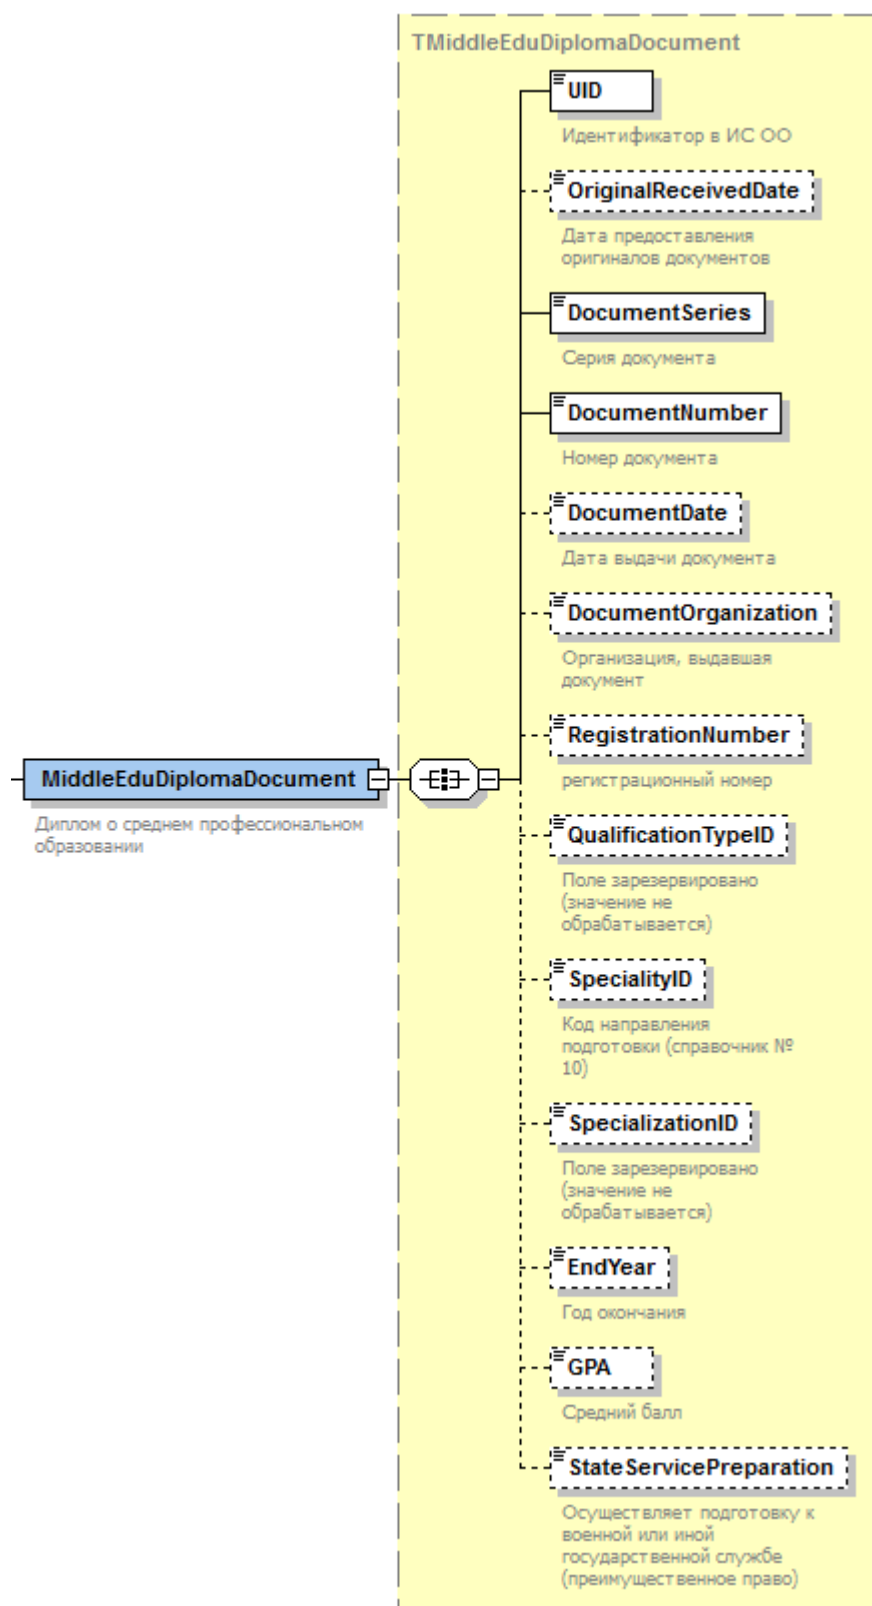 TMiddleEduDiplomaDocument
UID
Идентификатор в ИС ОО
OriginalReceivedDate
Дата предоставления
оригиналов документов
DocumentSeries
Серия документа
DocumentNumber
Номер документа
DocumentDate
Дата выдачи документа
DocumentOrganization
Организация, выдавшая
документ
RegistrationNumber
регистрационный номер
MiddleEduDiplomaDocument
Диплом о среднем профессиональном
образовании
QualificationTypeID
Поле зарезервировано
(значение не
обрабатывается)
SpecialityID
Код направления
подготовки (справочник №
10)
SpecializationID
Поле зарезервировано
(значение не
обрабатывается)
EndYear
Год окончания
GPA
Средний балл
StateServicePreparation
Осуществляет подготовку к
военной или иной
государственной службе
(преимущественное право)